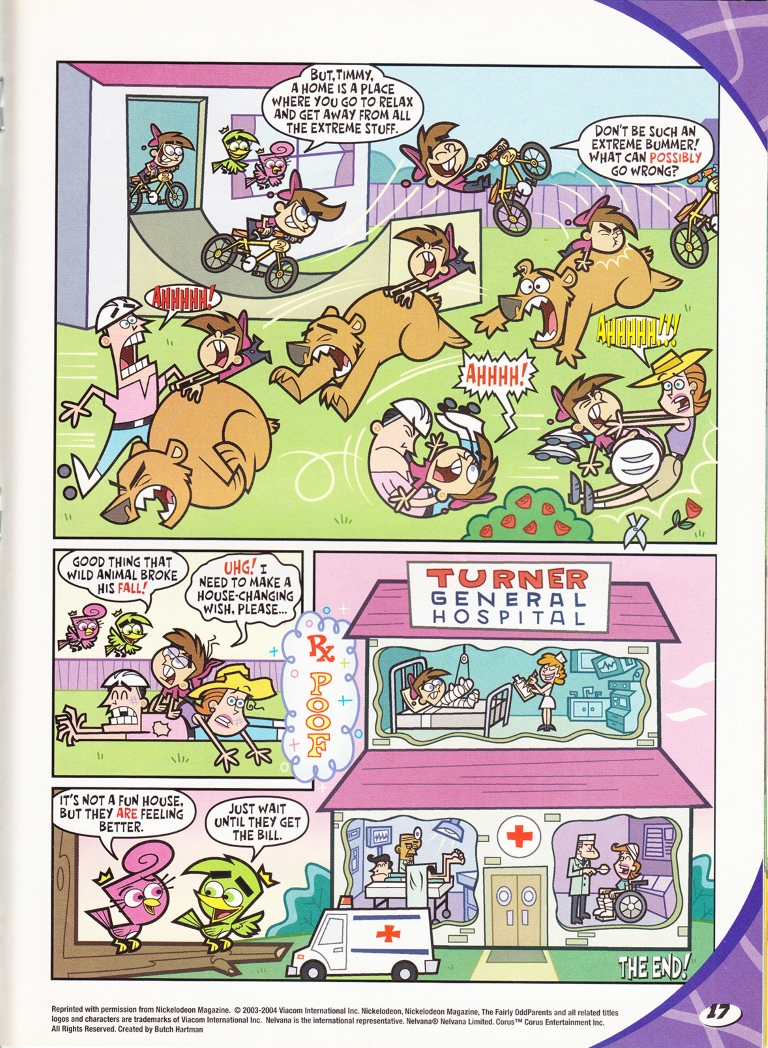 BUT, TIMMY,
A HOME IS A PLACE
WHERE YOU GO TO RELAX
AND GET AWAY FROM ALL
THE EXTREME STUFF.
DON'T BE SUCH AN
EXTREME BUMMER!
WHAT CAN POSSIBLY
GO WRONG?
AHHHHH!
AHHHH!
AHHHHH!!!
GOOD THING THAT
WILD ANIMAL BROKE
HIS FALL!
UHG! I
NEED TO MAKE A
HOUSE-CHANGING
WISH, PLEASE...
Rx
POOF
TURNER
GENERAL
HOSPITAL
IT'S NOT A FUN HOUSE,
BUT THEY ARE FEELING
BETTER.
JUST WAIT
UNTIL THEY GET
THE BILL.
THE END!
Reprinted with permission from Nickelodeon Magazine. © 2003-2004 Viacom International Inc. Nickelodeon, Nickelodeon Magazine, The Fairly OddParents and all related titles
logos and characters are trademarks of Viacom International Inc. Nelvana is the international representative. Nelvana® Nelvana Limited. Corus™ Corus Entertainment Inc.
All Rights Reserved. Created by Butch Hartman
17